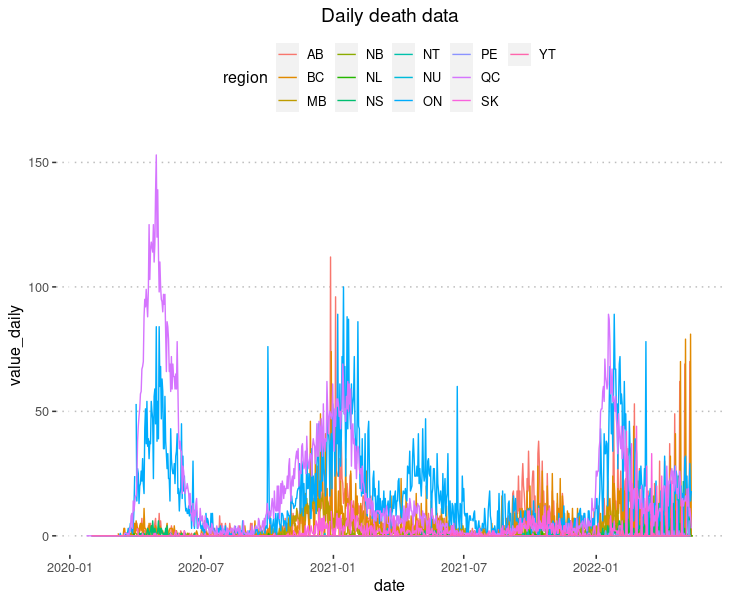 Daily death data
region AB NB NT PE YT
BC NL NU QC
MB NS ON SK
value_daily
150
100
50
0
2020-01 2020-07 2021-01 2021-07 2022-01
date